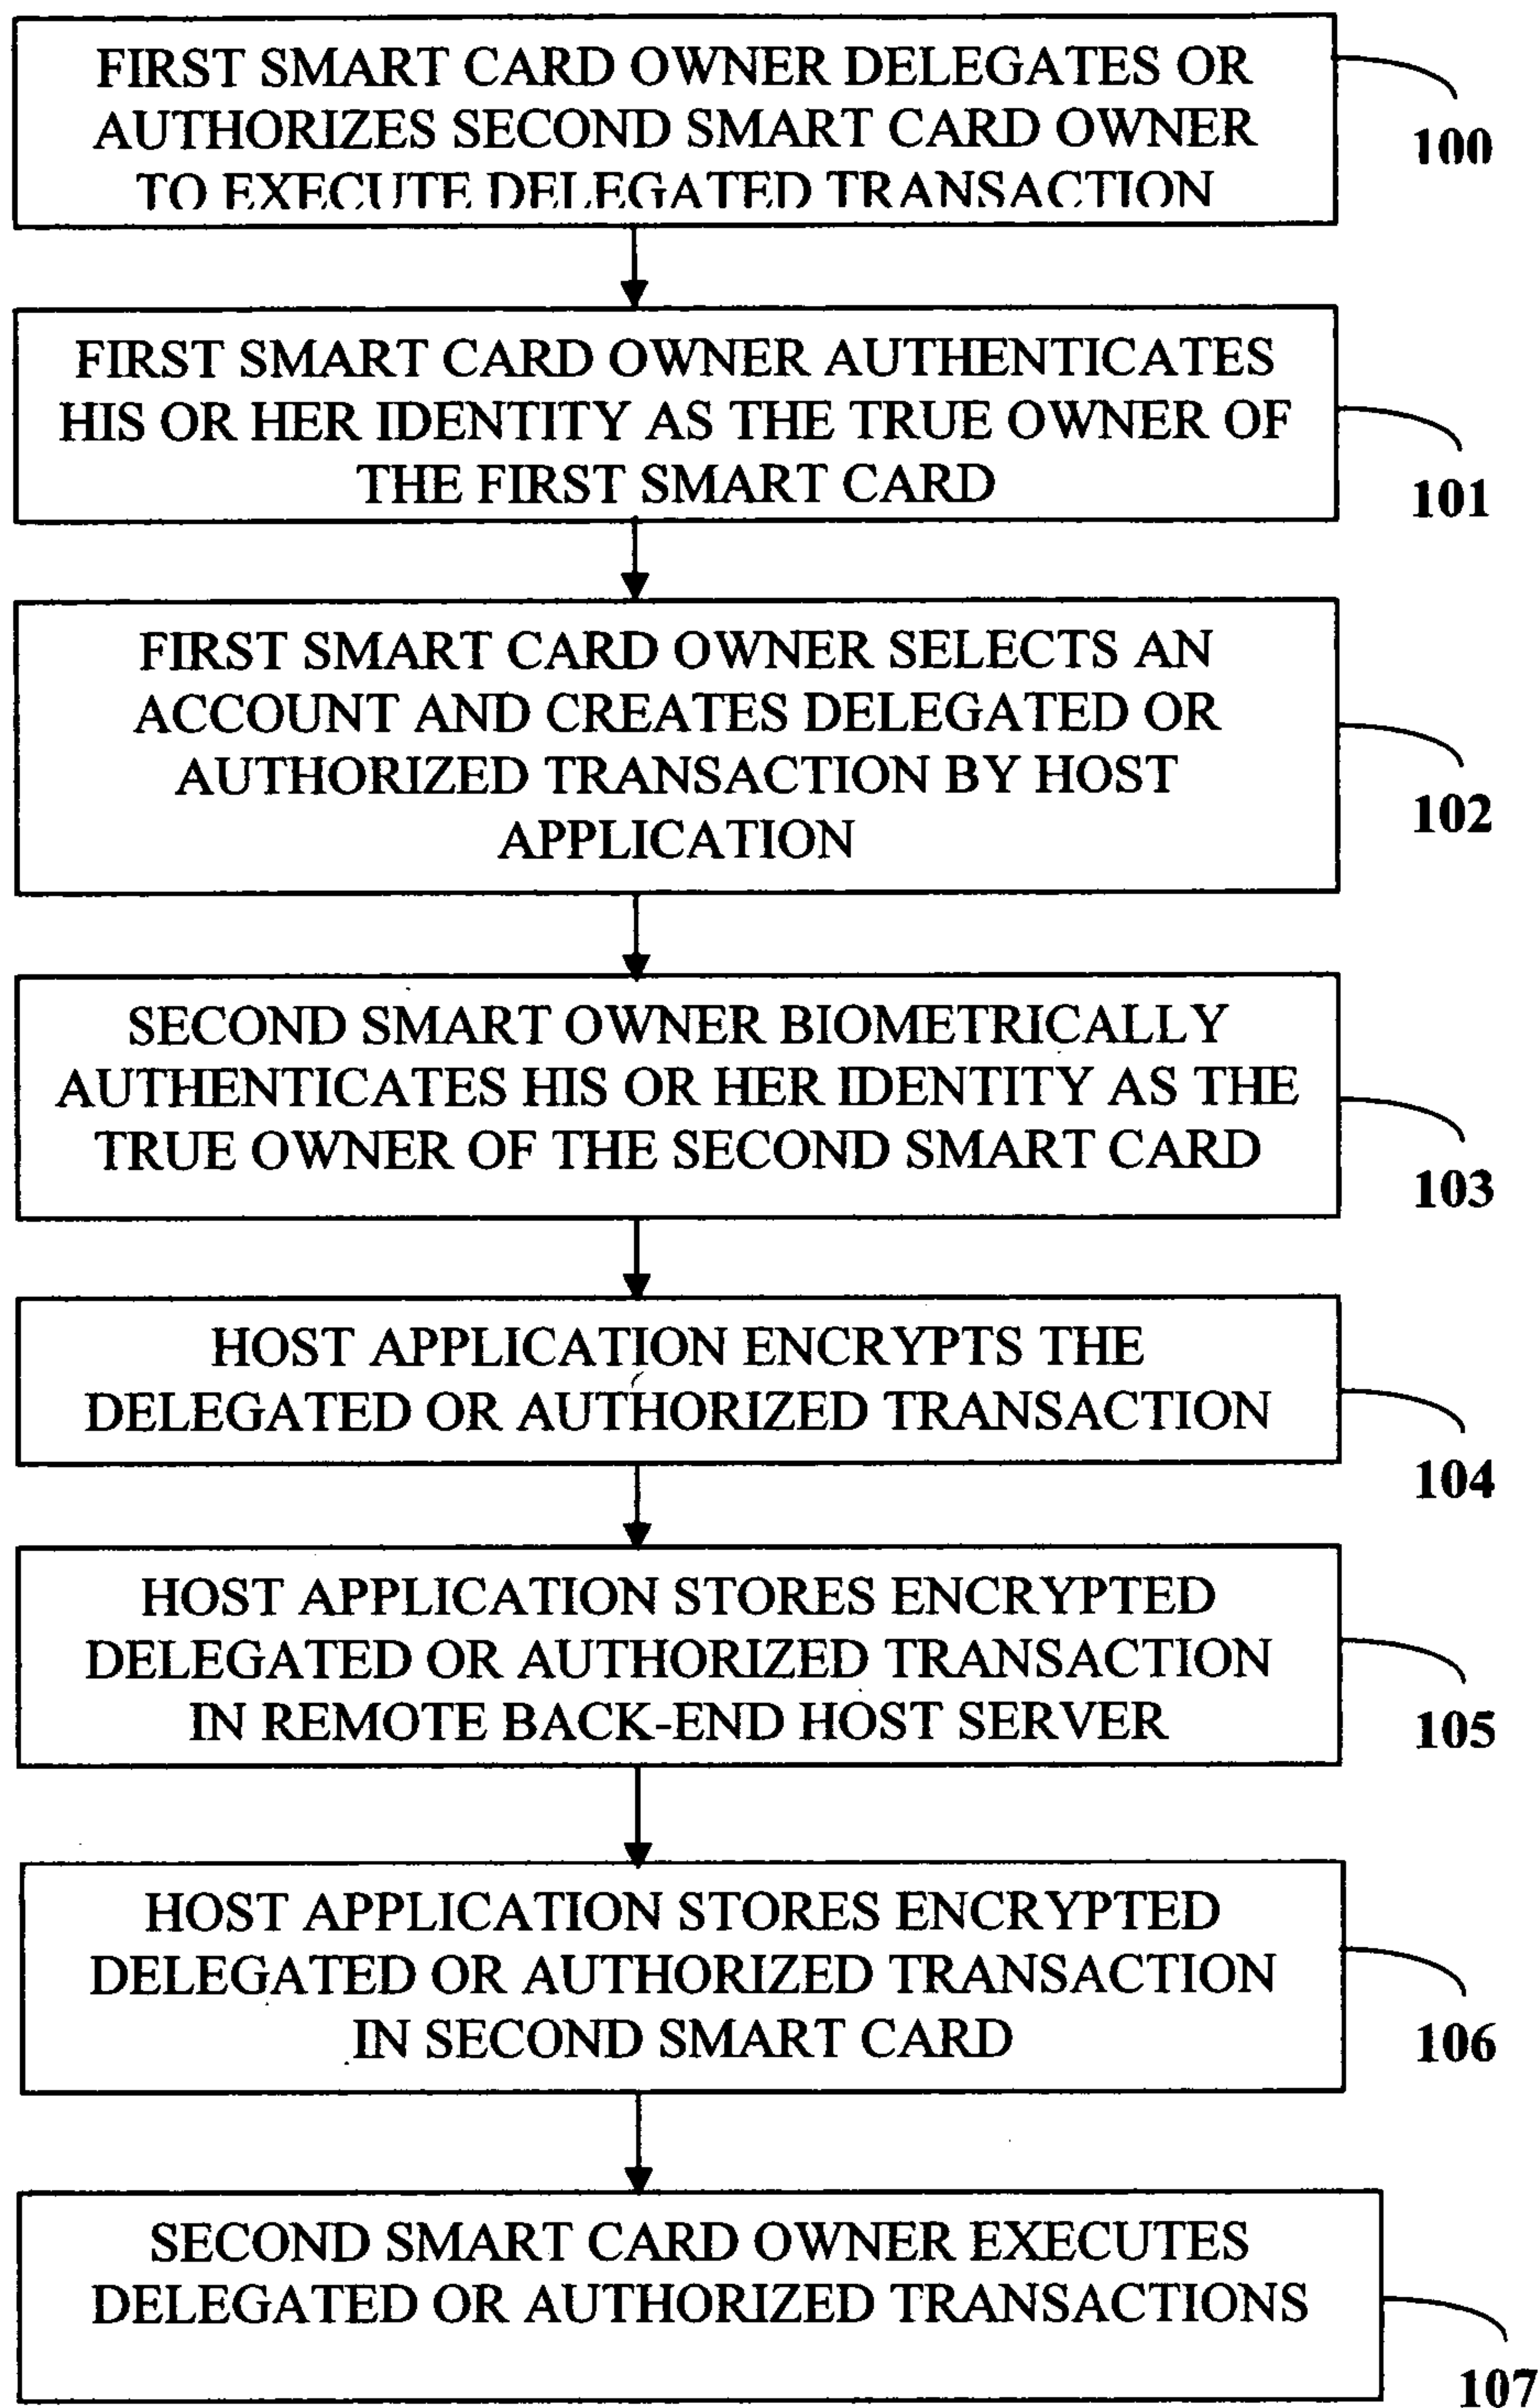 FIRST SMART CARD OWNER DELEGATES OR
AUTHORIZES SECOND SMART CARD OWNER
TO EXECUTE DELEGATED TRANSACTION
100
FIRST SMART CARD OWNER AUTHENTICATES
HIS OR HER IDENTITY AS THE TRUE OWNER OF
THE FIRST SMART CARD
101
FIRST SMART CARD OWNER SELECTS AN
ACCOUNT AND CREATES DELEGATED OR
AUTHORIZED TRANSACTION BY HOST
APPLICATION
102
SECOND SMART OWNER BIOMETRICALLY
AUTHENTICATES HIS OR HER IDENTITY AS THE
TRUE OWNER OF THE SECOND SMART CARD
103
HOST APPLICATION ENCRYPTS THE
DELEGATED OR AUTHORIZED TRANSACTION
104
HOST APPLICATION STORES ENCRYPTED
DELEGATED OR AUTHORIZED TRANSACTION
IN REMOTE BACK-END HOST SERVER
105
HOST APPLICATION STORES ENCRYPTED
DELEGATED OR AUTHORIZED TRANSACTION
IN SECOND SMART CARD
106
SECOND SMART CARD OWNER EXECUTES
DELEGATED OR AUTHORIZED TRANSACTIONS
107